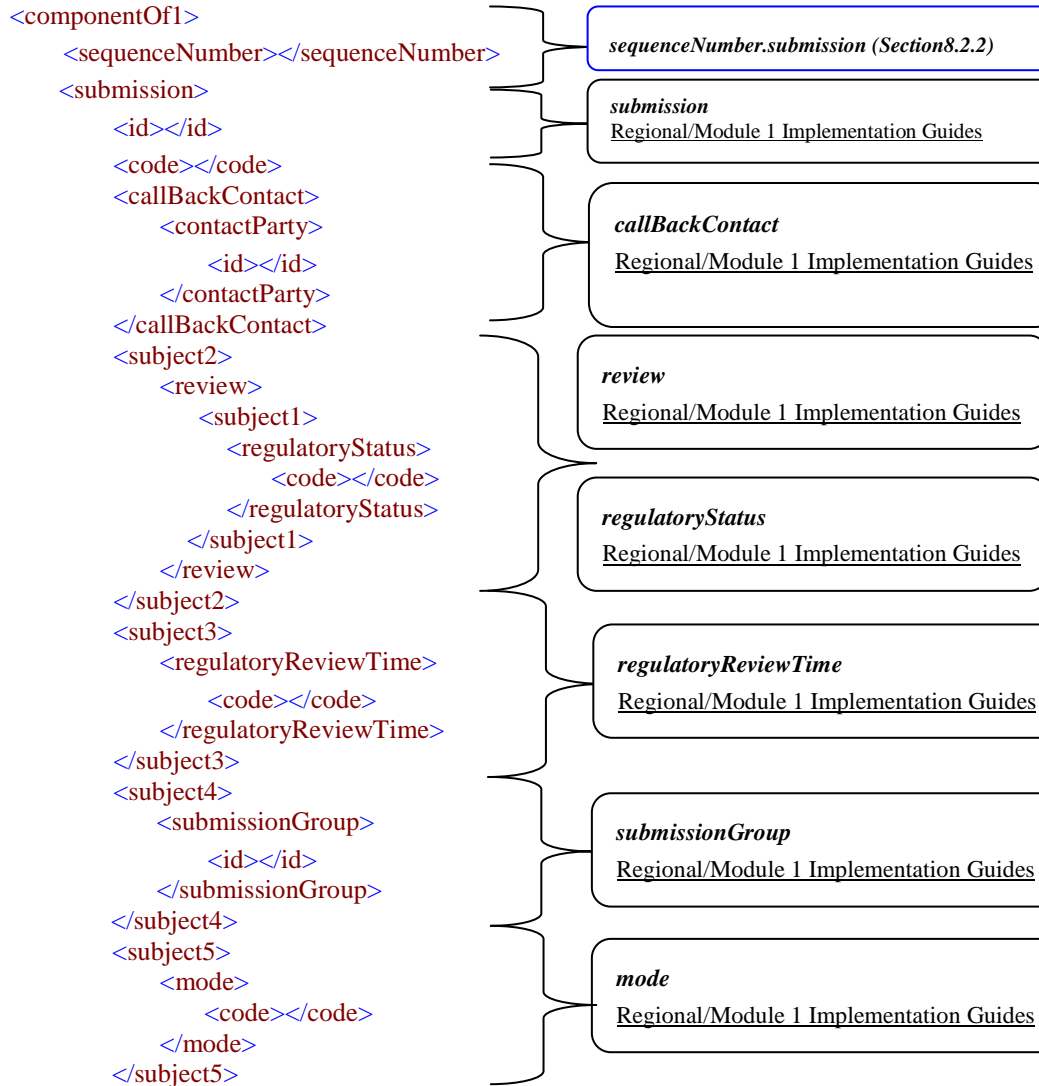 <componentOf1>
<sequenceNumber></sequenceNumber>
<submission>
<id></id>
<code></code>
<callBackContact>
<contactParty>
<id></id>
</contactParty>
</callBackContact>
<subject2>
<review>
<subject1>
<regulatoryStatus>
<code></code>
</regulatoryStatus>
</subject1>
</review>
</subject2>
<subject3>
<regulatoryReviewTime>
<code></code>
</regulatoryReviewTime>
</subject3>
<subject4>
<submissionGroup>
<id></id>
</submissionGroup>
</subject4>
<subject5>
<mode>
<code></code>
</mode>
</subject5>
sequenceNumber.submission (Section8.2.2)
submission
Regional/Module 1 Implementation Guides
callBackContact
Regional/Module 1 Implementation Guides
review
Regional/Module 1 Implementation Guides
regulatoryStatus
Regional/Module 1 Implementation Guides
regulatoryReviewTime
Regional/Module 1 Implementation Guides
submissionGroup
Regional/Module 1 Implementation Guides
mode
Regional/Module 1 Implementation Guides